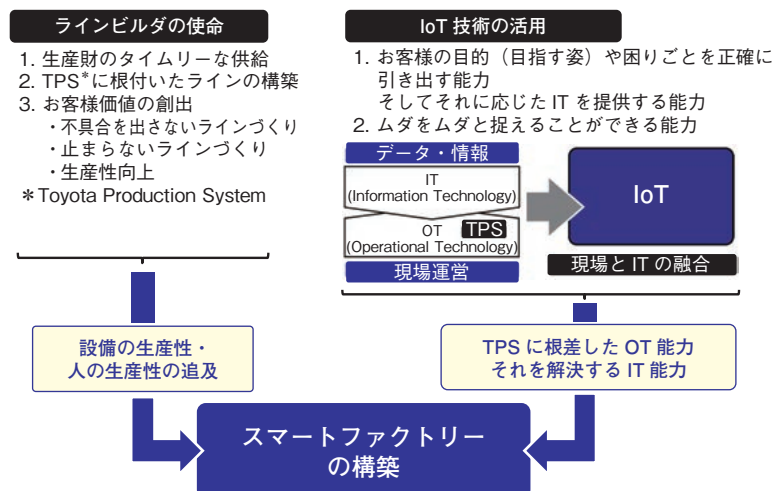 ラインビルダの使命
1. 生産財のタイムリーな供給
2. TPS*に根付いたラインの構築
3. お客様価値の創出
・不具合を出さないラインづくり
・止まらないラインづくり
・生産性向上
＊Toyota Production System
IoT 技術の活用
1. お客様の目的（目指す姿）や困りごとを正確に
引き出す能力
そしてそれに応じた IT を提供する能力
2. ムダをムダと捉えることができる能力
データ・情報
IT
(Information Technology)
OT TPS
(Operational Technology)
現場運営
IoT
現場と IT の融合
設備の生産性・
人の生産性の追及
TPS に根差した OT 能力
それを解決する IT 能力
スマートファクトリー
の構築